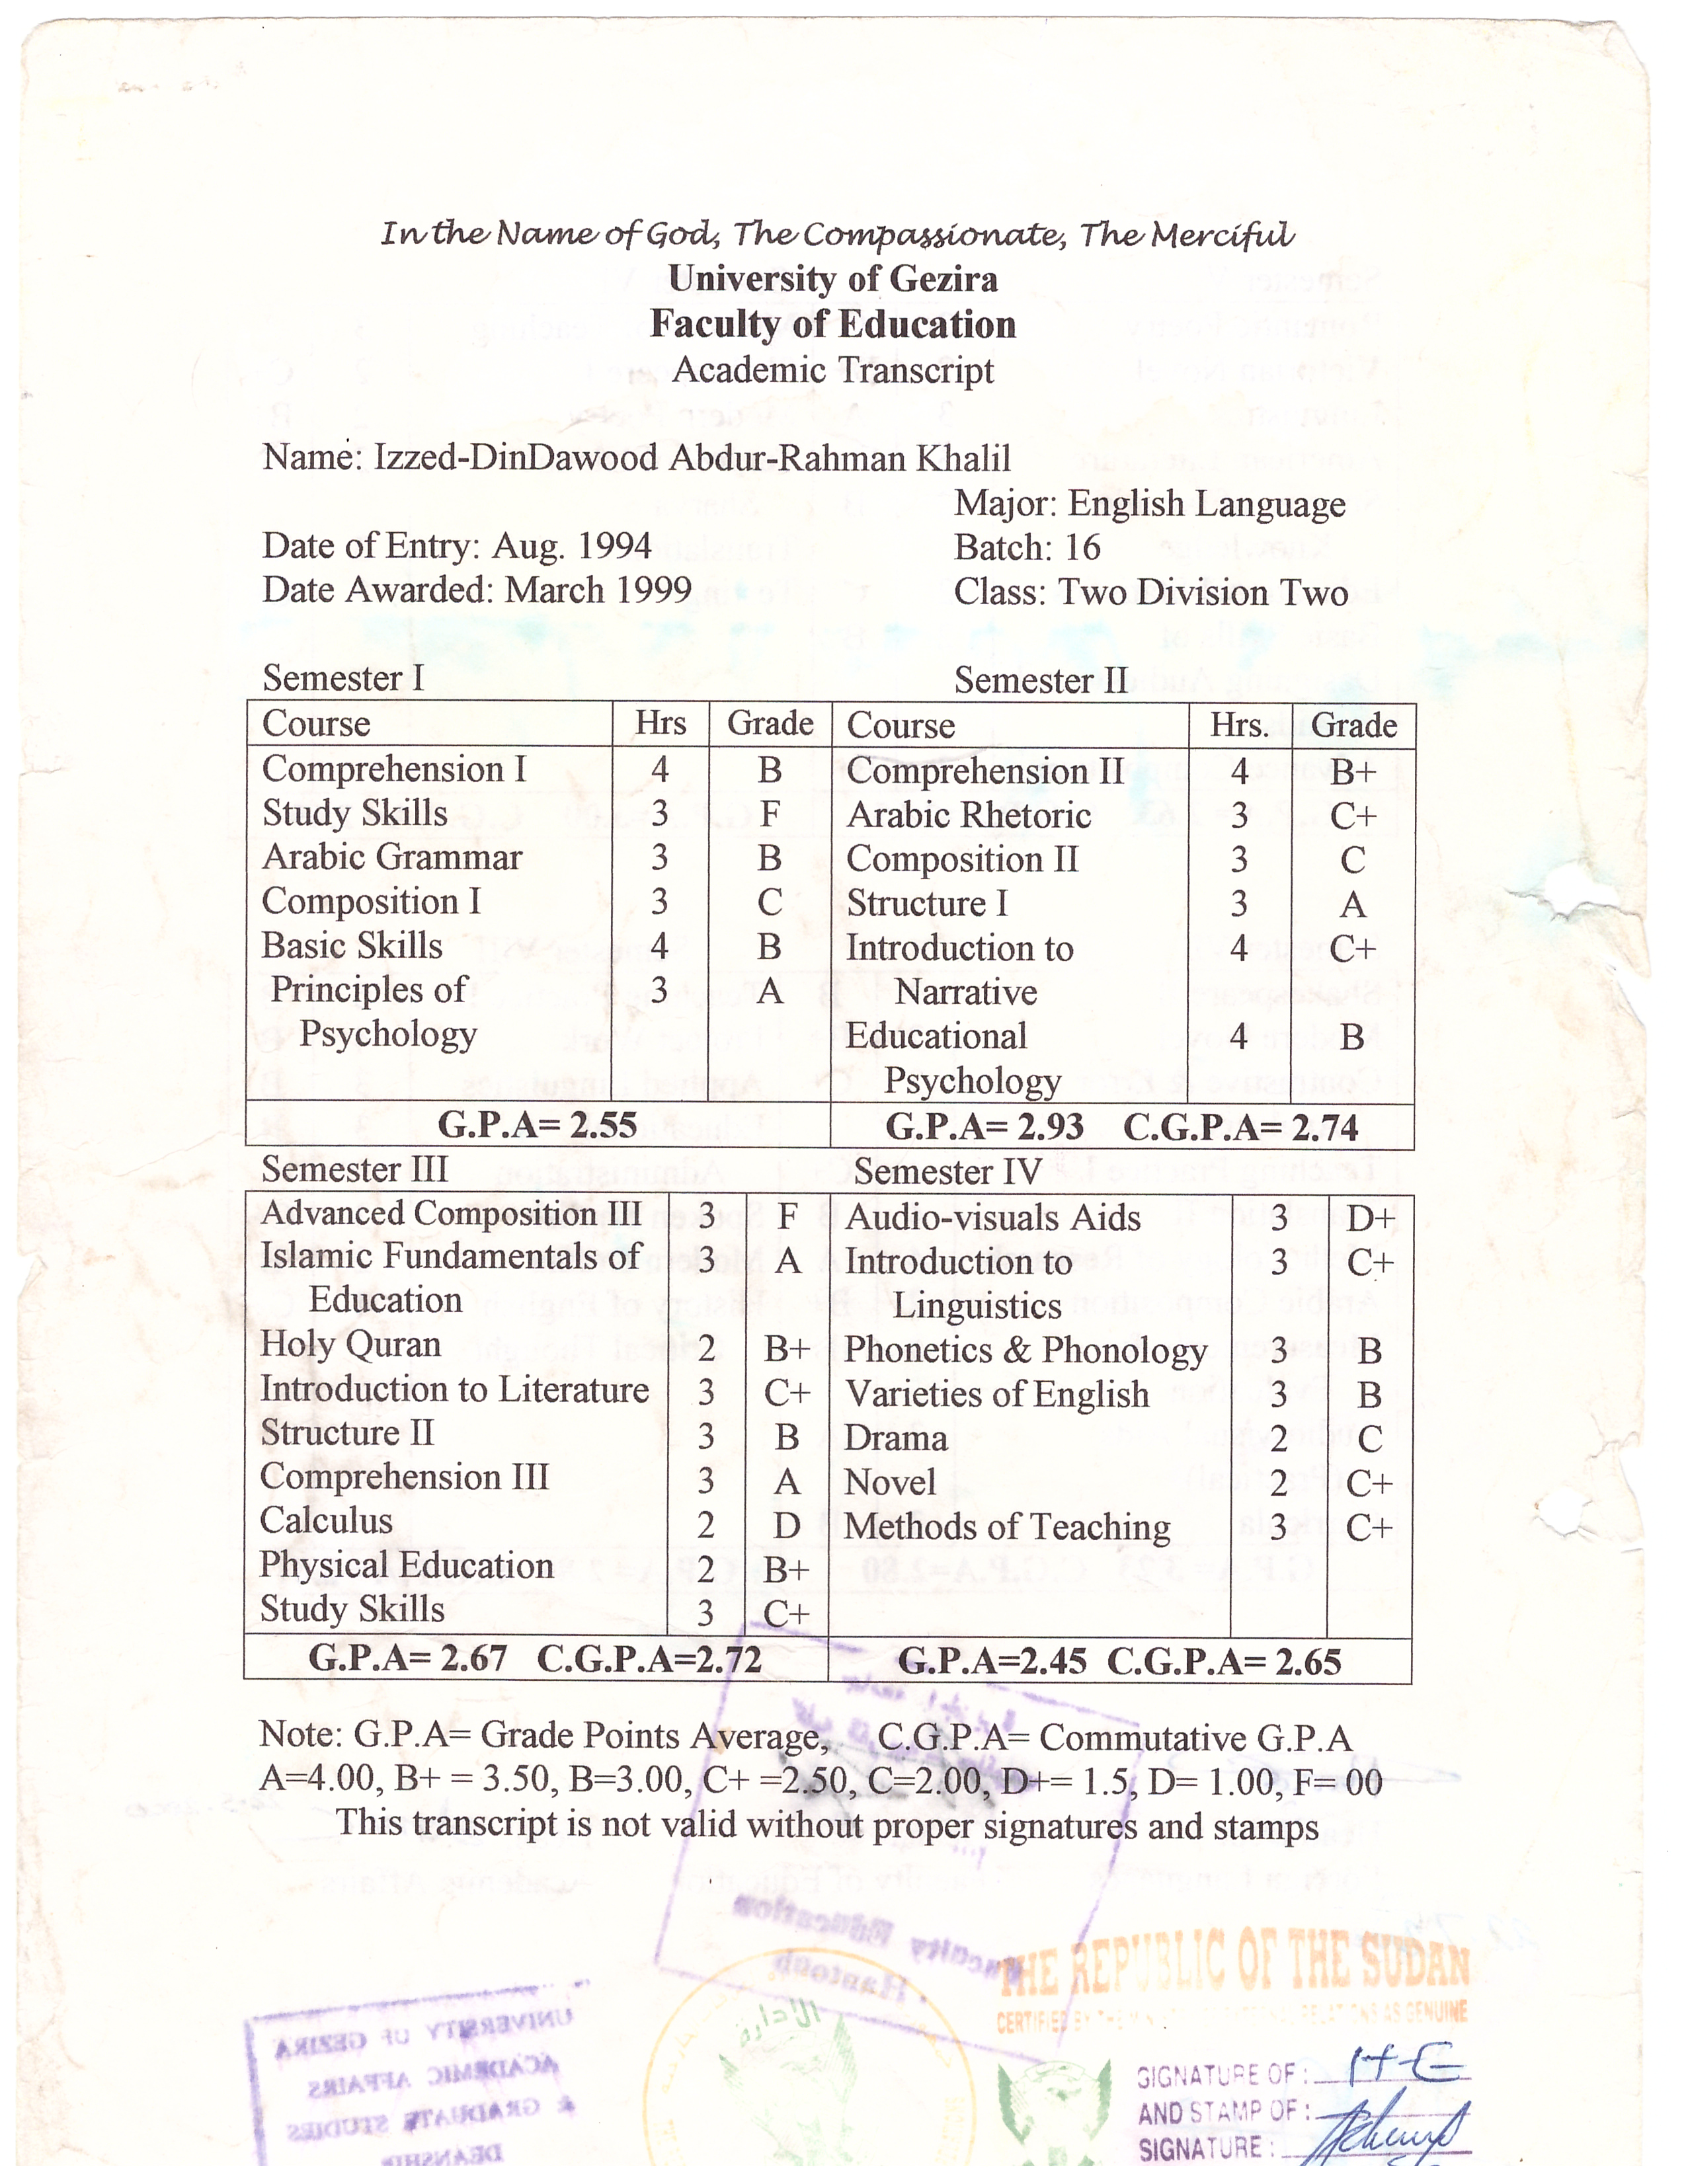 In the Name of God, The Compassionate, The Merciful
University of Gezira
Faculty of Education
Academic Transcript
Name: Izzed-DinDawood Abdur-Rahman Khalil
Major: English Language
Date of Entry: Aug. 1994 Batch: 16
Date Awarded: March 1999 Class: Two Division Two
Semester I Semester II
Course Hrs Grade Course Hrs. Grade
Comprehension I 4 B Comprehension II 4 B+
Study Skills 3 F Arabic Rhetoric 3 C+
Arabic Grammar 3 B Composition II 3 C
Composition I 3 C Structure I 3 A
Basic Skills 4 B Introduction to 4 C+
Principles of 3 A Narrative
Psychology Educational 4 B
Psychology
G.P.A= 2.55 G.P.A= 2.93 C.G.P.A= 2.74
Semester III Semester IV
Advanced Composition III 3 F Audio-visuals Aids 3 D+
Islamic Fundamentals of 3 A Introduction to 3 C+
Education Linguistics
Holy Quran 2 B+ Phonetics & Phonology 3 B
Introduction to Literature 3 C+ Varieties of English 3 B
Structure II 3 B Drama 2 C
Comprehension III 3 A Novel 2 C+
Calculus 2 D Methods of Teaching 3 C+
Physical Education 2 B+
Study Skills 3 C+
G.P.A= 2.67 C.G.P.A=2.72 G.P.A=2.45 C.G.P.A= 2.65
Note: G.P.A= Grade Points Average, C.G.P.A= Commutative G.P.A
A=4.00, B+ = 3.50, B=3.00, C+ =2.50, C=2.00, D+= 1.5, D= 1.00, F= 00
This transcript is not valid without proper signatures and stamps
Faculty Education
Hantoub
THE REPUBLIC OF THE SUDAN
CERTIFIED BY THE RELATIONS AS GENUINE
UNIVERSITY OF GEZIRA
ACADEMIC AFFAIRS
& GRADUATE STUDIES
DEANSHIP
SIGNATURE OF :
AND STAMP OF :
SIGNATURE :